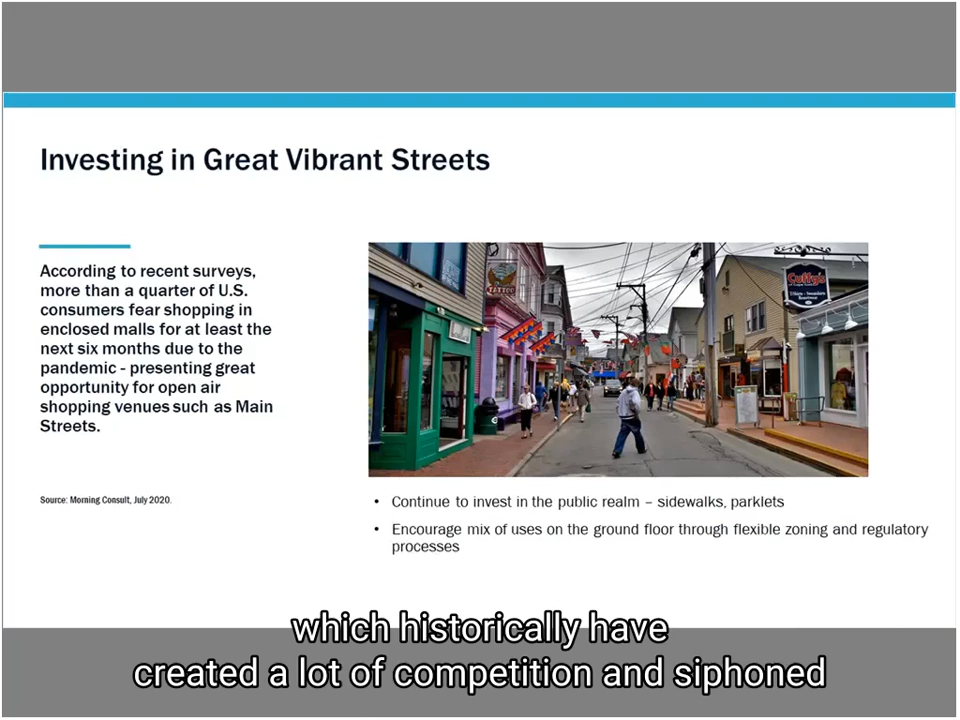 Investing in Great Vibrant Streets
According to recent surveys,
more than a quarter of U.S.
consumers fear shopping in
enclosed malls for at least the
next six months due to the
pandemic - presenting great
opportunity for open air
shopping venues such as Main
Streets.
Source: Morning Consult, July 2020.
TATTOO
Cuffy's
• Continue to invest in the public realm – sidewalks, parklets
• Encourage mix of uses on the ground floor through flexible zoning and regulatory
processes
which historically have
created a lot of competition and siphoned